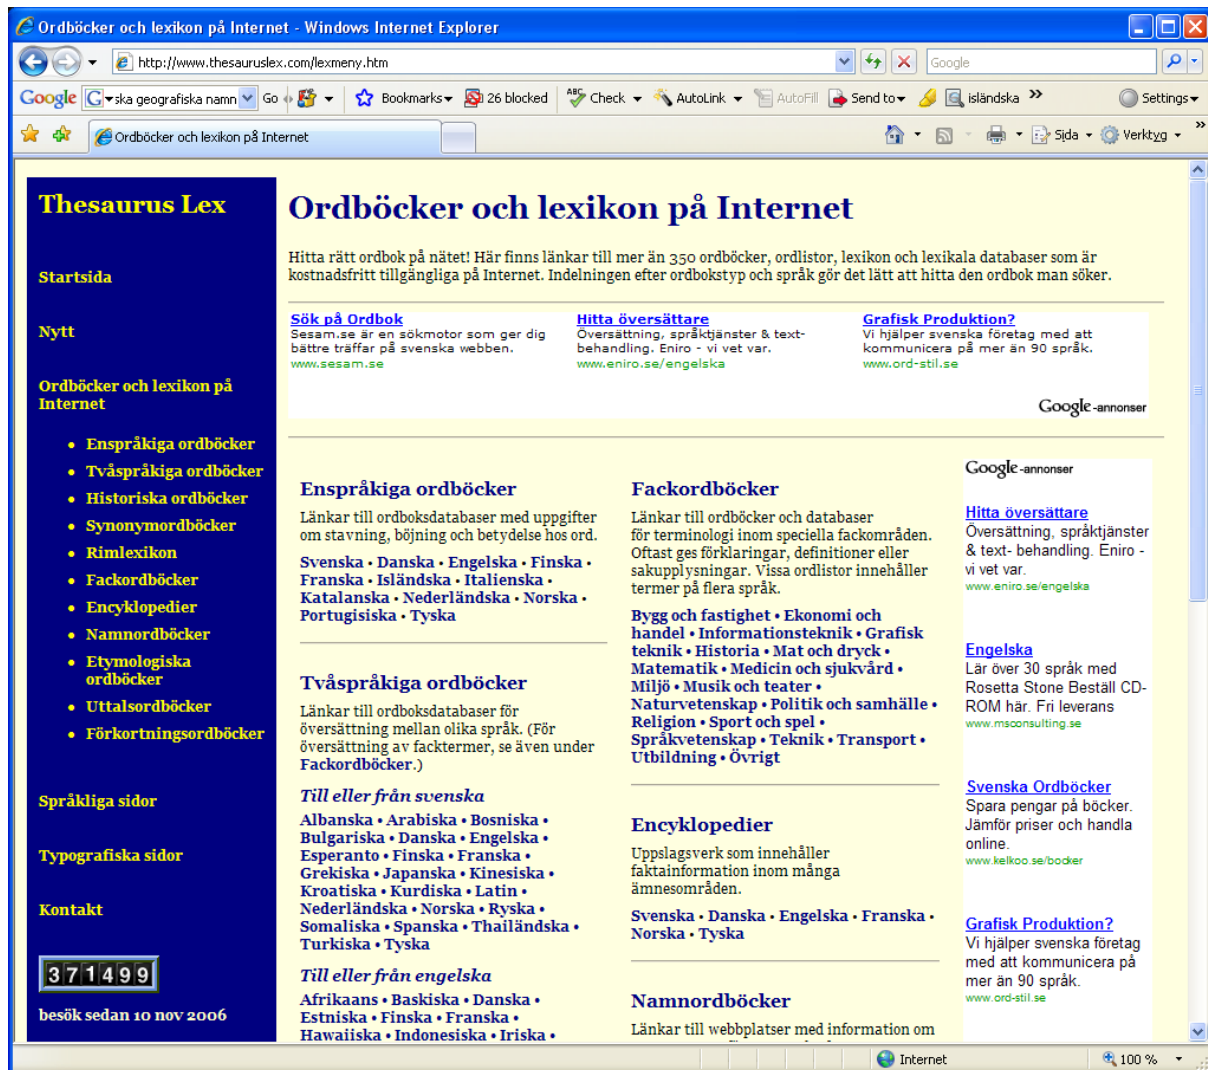 Ordböcker och lexikon på Internet - Windows Internet Explorer
http://www.thesauruslex.com/lexmeny.htm
Google
Google
ska geografiska namn Go Bookmarks 26 blocked Check AutoLink AutoFill Send to isländska Settings
Ordböcker och lexikon på Internet
Sida Verktyg
Thesaurus Lex
Startsida
Nytt
Ordböcker och lexikon på
Internet
• Enspråkiga ordböcker
• Tvåspråkiga ordböcker
• Historiska ordböcker
• Synonymordböcker
• Rimlexikon
• Fackordböcker
• Encyklopedier
• Namnordböcker
• Etymologiska
ordböcker
• Uttalsordböcker
• Förkortningsordböcker
Språkliga sidor
Typografiska sidor
Kontakt
371499
besök sedan 10 nov 2006
Ordböcker och lexikon på Internet
Hitta rätt ordbok på nätet! Här finns länkar till mer än 350 ordböcker, ordlistor, lexikon och lexikala databaser som är
kostnadsfritt tillgängliga på Internet. Indelningen efter ordbokstyp och språk gör det lätt att hitta den ordbok man söker.
Sök på Ordbok
Sesam.se är en sökmotor som ger dig
bättre träffar på svenska webben.
www.sesam.se
Hitta översättare
Översättning, språktjänster & text-
behandling. Eniro - vi vet var.
www.eniro.se/engelska
Grafisk Produktion?
Vi hjälper svenska företag med att
kommunicera på mer än 90 språk.
www.ord-stil.se
Google-annonser
Enspråkiga ordböcker
Länkar till ordboksdatabaser med uppgifter
om stavning, böjning och betydelse hos ord.
Svenska • Danska • Engelska • Finska •
Franska • Isländska • Italienska •
Katalanska • Nederländska • Norska •
Portugisiska • Tyska
Tvåspråkiga ordböcker
Länkar till ordboksdatabaser för
översättning mellan olika språk. (För
översättning av facktermer, se även under
Fackordböcker.)
Till eller från svenska
Albanska • Arabiska • Bosniska •
Bulgariska • Danska • Engelska •
Esperanto • Finska • Franska •
Grekiska • Japanska • Kinesiska •
Kroatiska • Kurdiska • Latin •
Nederländska • Norska • Ryska •
Somaliska • Spanska • Thailändska •
Turkiska • Tyska
Till eller från engelska
Afrikaans • Baskiska • Danska •
Estniska • Finska • Franska •
Hawaiiska • Indonesiska • Iriska •
Fackordböcker
Länkar till ordböcker och databaser
för terminologi inom speciella fackområden.
Oftast ges förklaringar, definitioner eller
sakupplysningar. Vissa ordlistor innehåller
termer på flera språk.
Bygg och fastighet • Ekonomi och
handel • Informationsteknik • Grafisk
teknik • Historia • Mat och dryck •
Matematik • Medicin och sjukvård •
Miljö • Musik och teater •
Naturvetenskap • Politik och samhälle •
Religion • Sport och spel •
Språkvetenskap • Teknik • Transport •
Utbildning • Övrigt
Encyklopedier
Uppslagsverk som innehåller
faktainformation inom många
ämnesområden.
Svenska • Danska • Engelska • Franska •
Norska • Tyska
Namnordböcker
Länkar till webbplatser med information om
Google-annonser
Hitta översättare
Översättning, språktjänster
& text- behandling. Eniro -
vi vet var.
www.eniro.se/engelska
Engelska
Lär över 30 språk med
Rosetta Stone Beställ CD-
ROM här. Fri leverans
www.msconsulting.se
Svenska Ordböcker
Spara pengar på böcker.
Jämför priser och handla
online.
www.kelkoo.se/bocker
Grafisk Produktion?
Vi hjälper svenska företag
med att kommunicera på
mer än 90 språk.
www.ord-stil.se
Internet
100 %